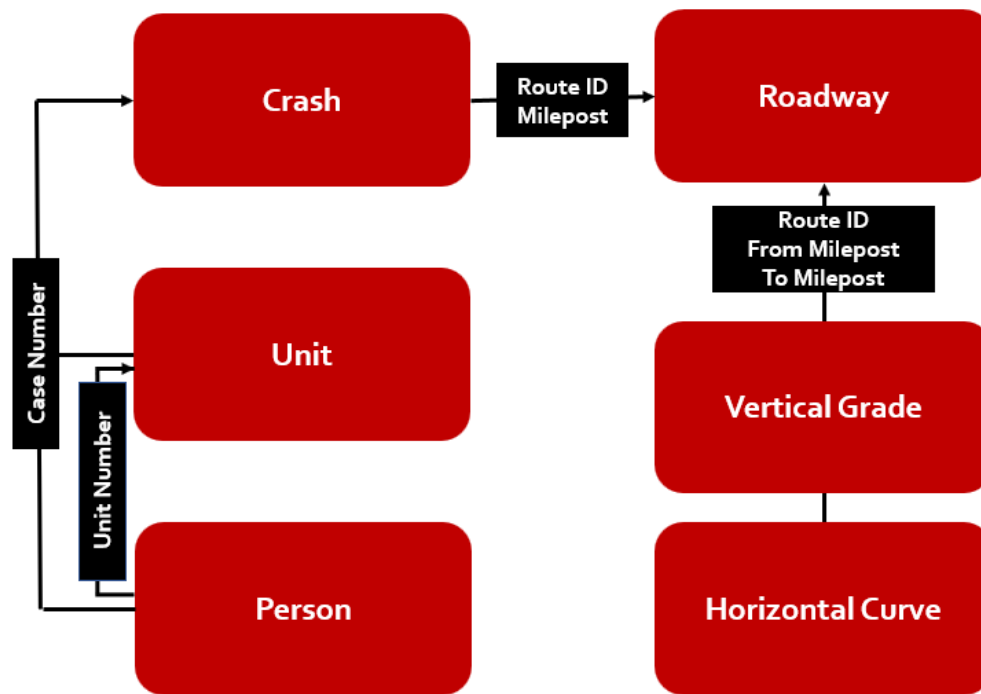 Crash
Route ID
Milepost
Roadway
Route ID
From Milepost
To Milepost
Case Number
Unit
Unit Number
Vertical Grade
Person
Horizontal Curve